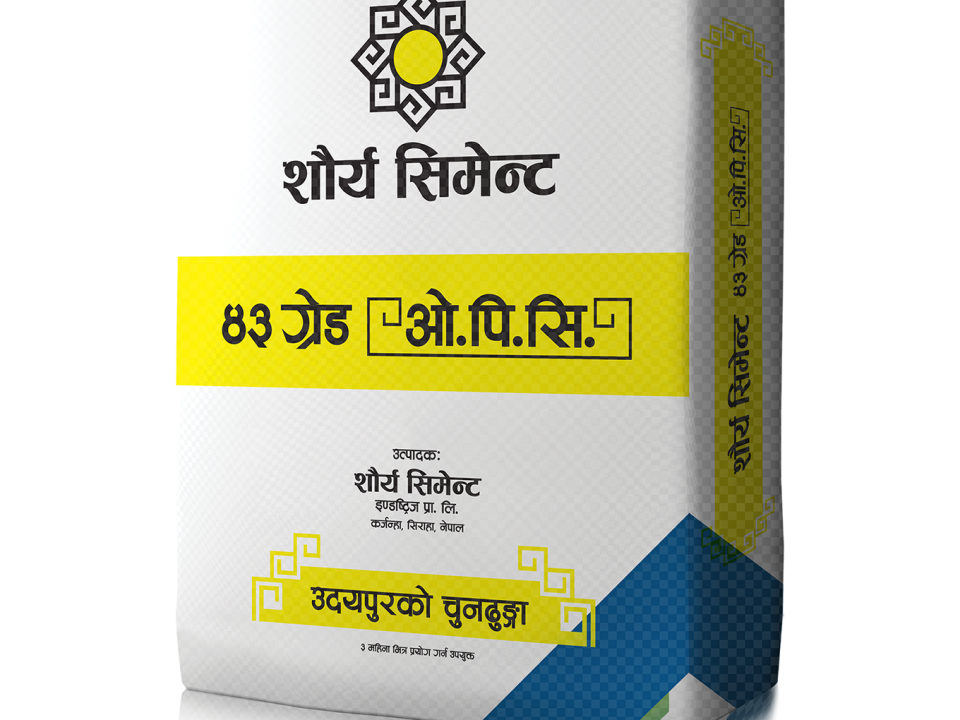 शौर्य सिमेन्ट
४३ ग्रेड ओ.पि.सि.
उत्पादक:
शौर्य सिमेन्ट
इण्डष्ट्रिज प्रा. लि.
कर्जन्हा, सिराहा, नेपाल
उदयपुरको चुनढुङ्गा
३ महिना भित्र प्रयोग गर्न उपयुक्त
शौर्य सिमेन्ट ४३ ग्रेड ओ.पि.सि.